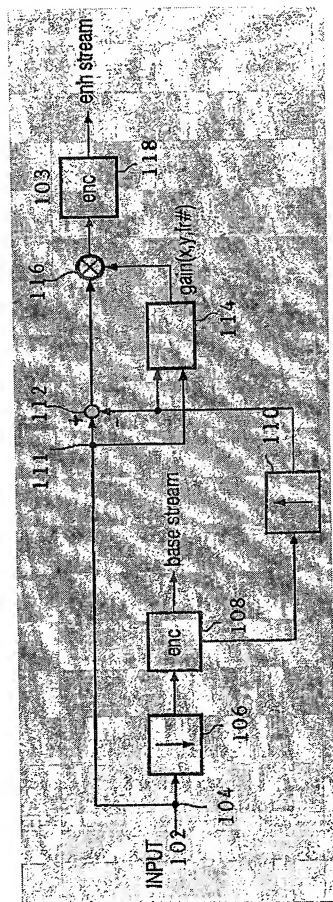 INPUT
102
104
106
enc
108
base stream
110
111
+
-
112
114
gain(x,y,fr#)
116
103
enc
118
enh stream